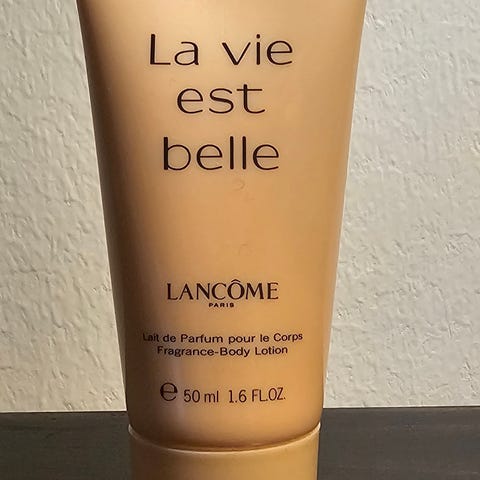 La vie
est
belle
LANCÔME
PARIS
Lait de Parfum pour le Corps
Fragrance-Body Lotion
℮ 50 ml 1.6 FL.OZ.